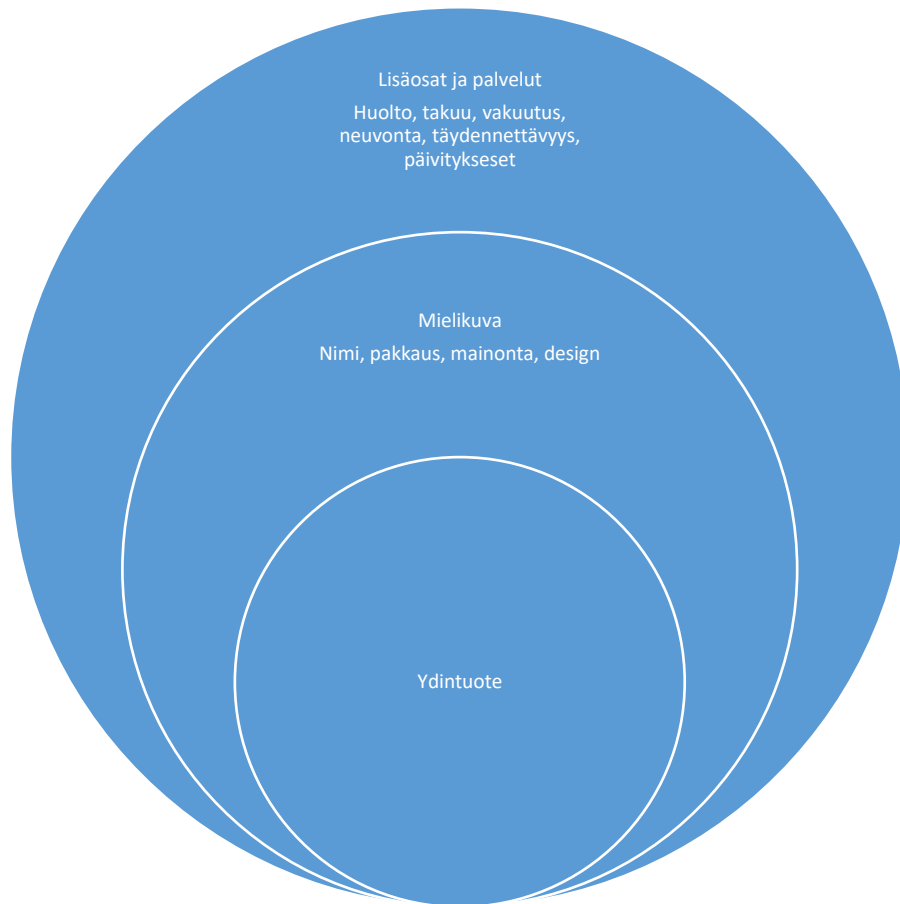 Lisäosat ja palvelut
Huolto, takuu, vakuutus,
neuvonta, täydennettävyys,
päivitykseset
Mielikuva
Nimi, pakkaus, mainonta, design
Ydintuote